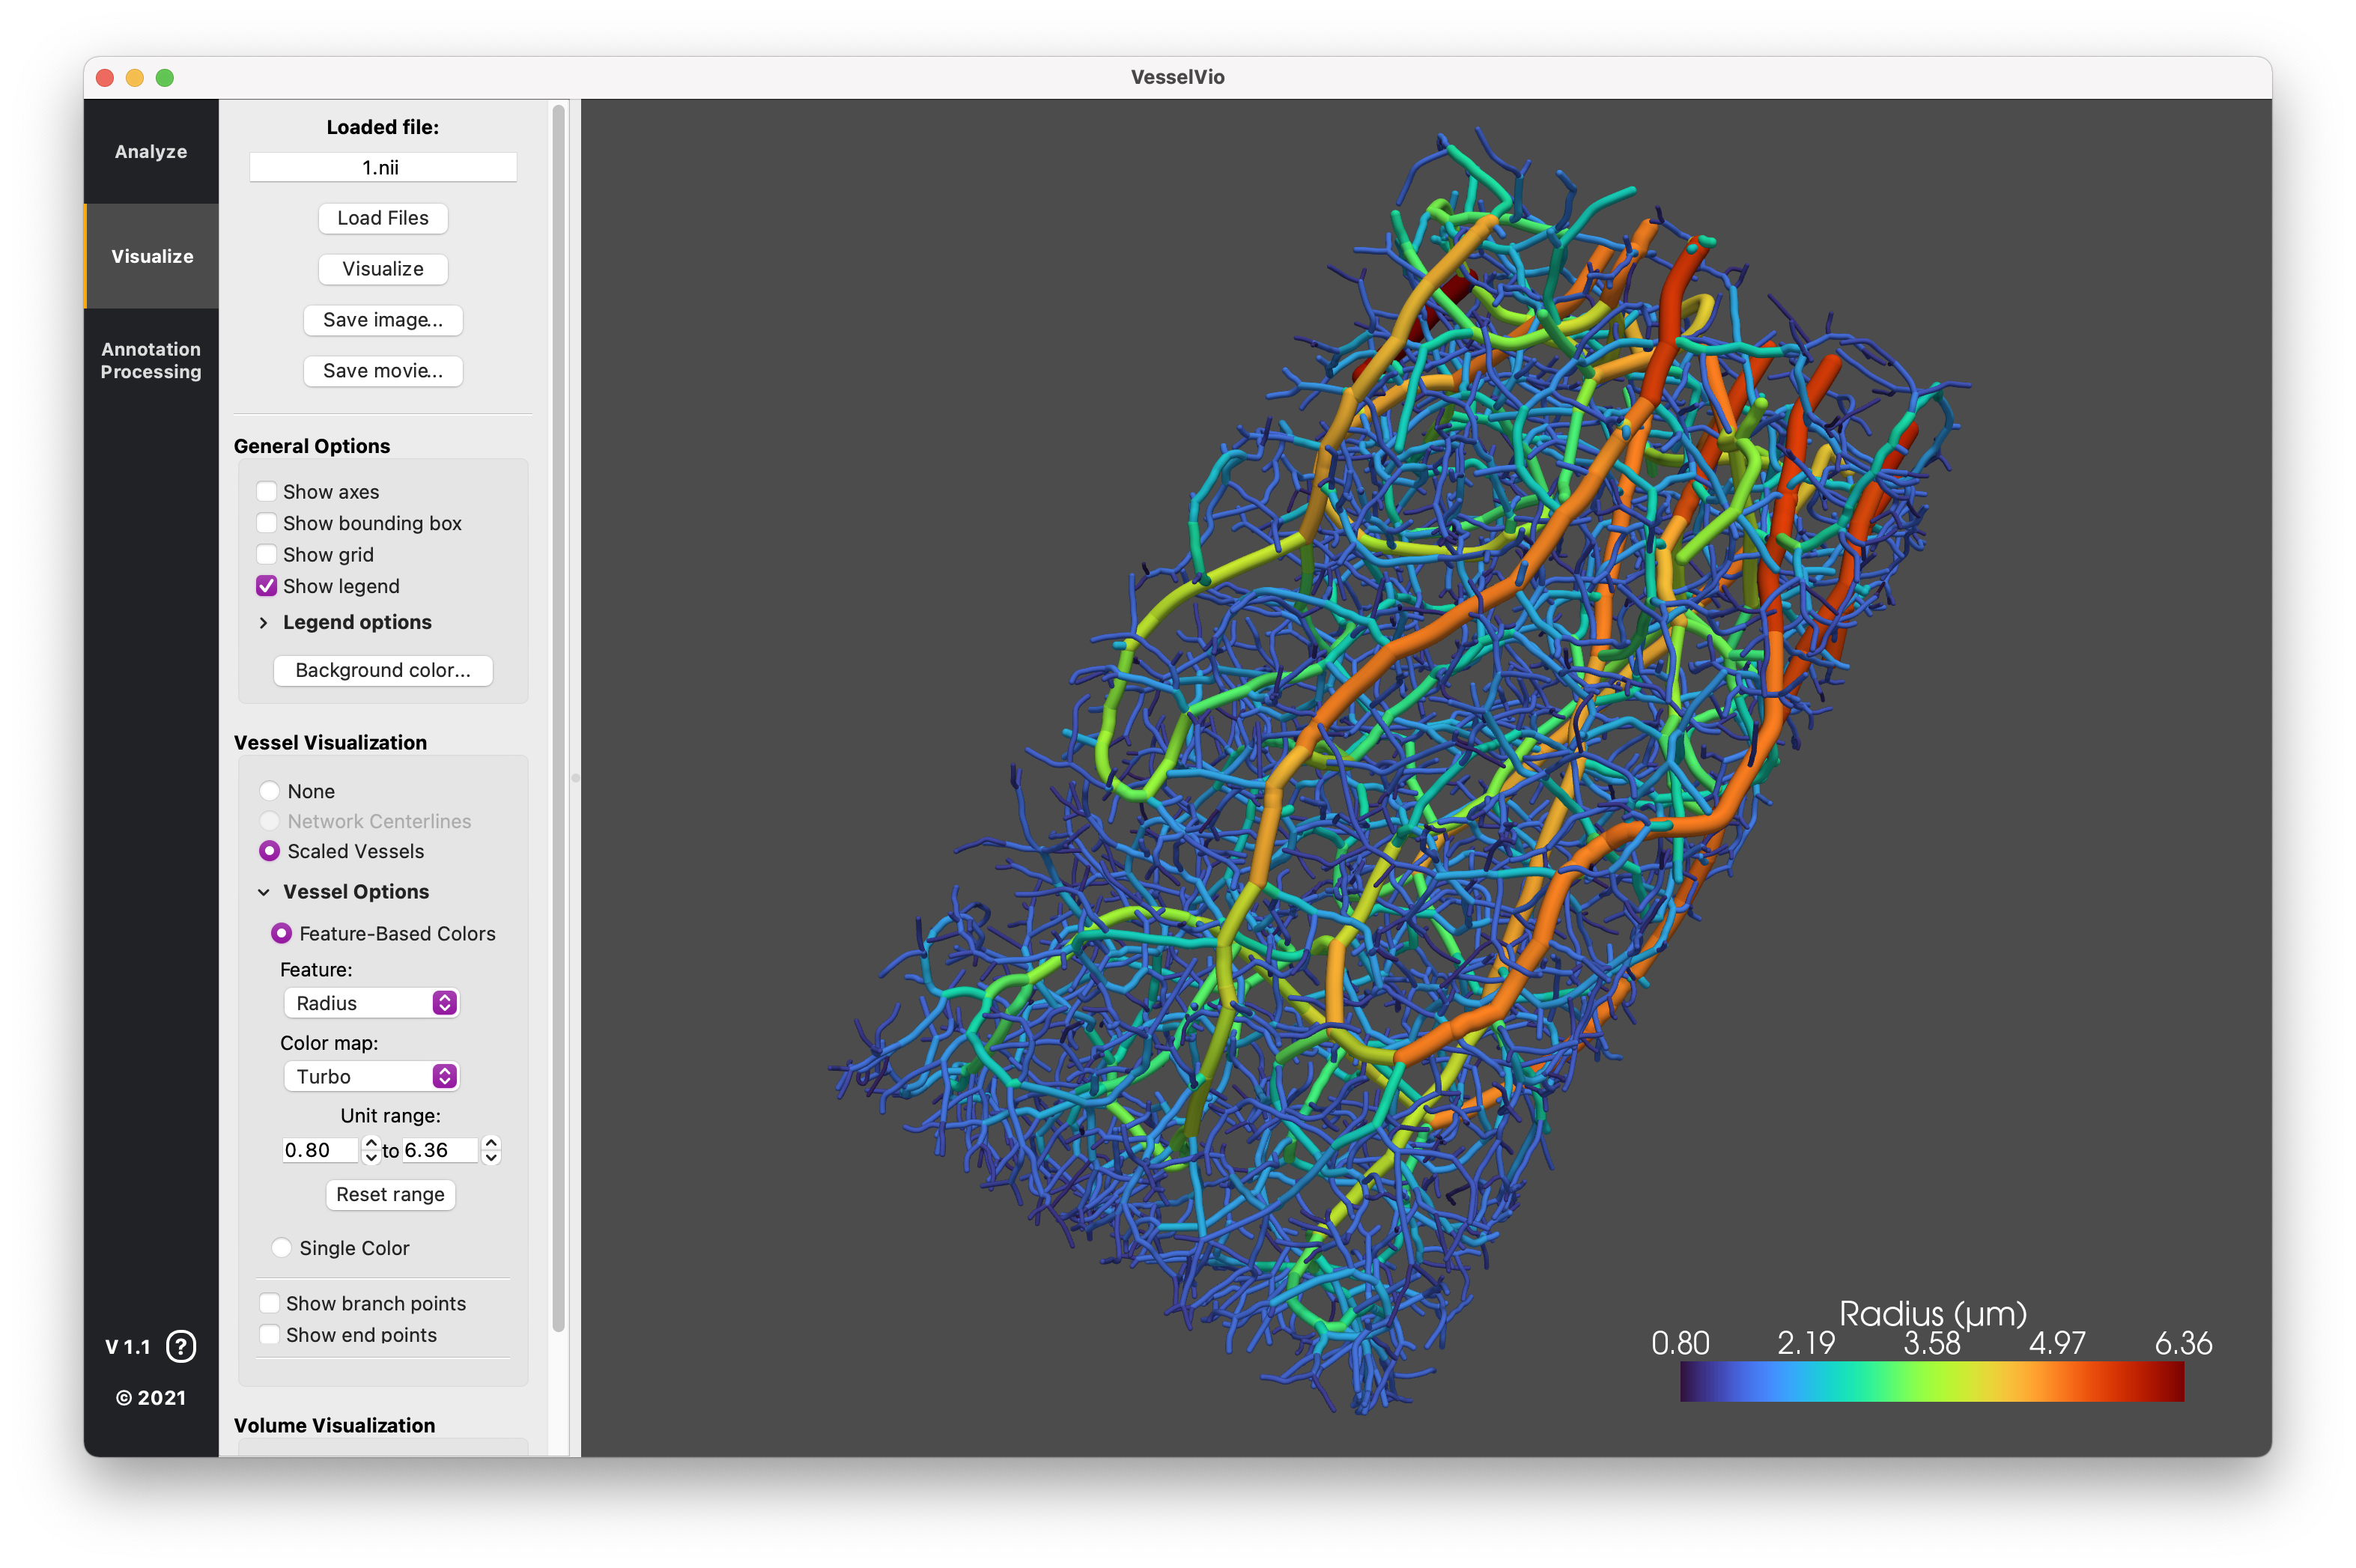 VesselVio
Analyze
Visualize
Annotation
Processing
V 1.1 ?
© 2021
Loaded file:
1.nii
Load Files
Visualize
Save image...
Save movie...
General Options
Show axes
Show bounding box
Show grid
Show legend
Legend options
Background color...
Vessel Visualization
None
Network Centerlines
Scaled Vessels
Vessel Options
Feature-Based Colors
Feature:
Radius
Color map:
Turbo
Unit range:
0.80 to 6.36
Reset range
Single Color
Show branch points
Show end points
Volume Visualization
Radius (µm)
0.80 2.19 3.58 4.97 6.36